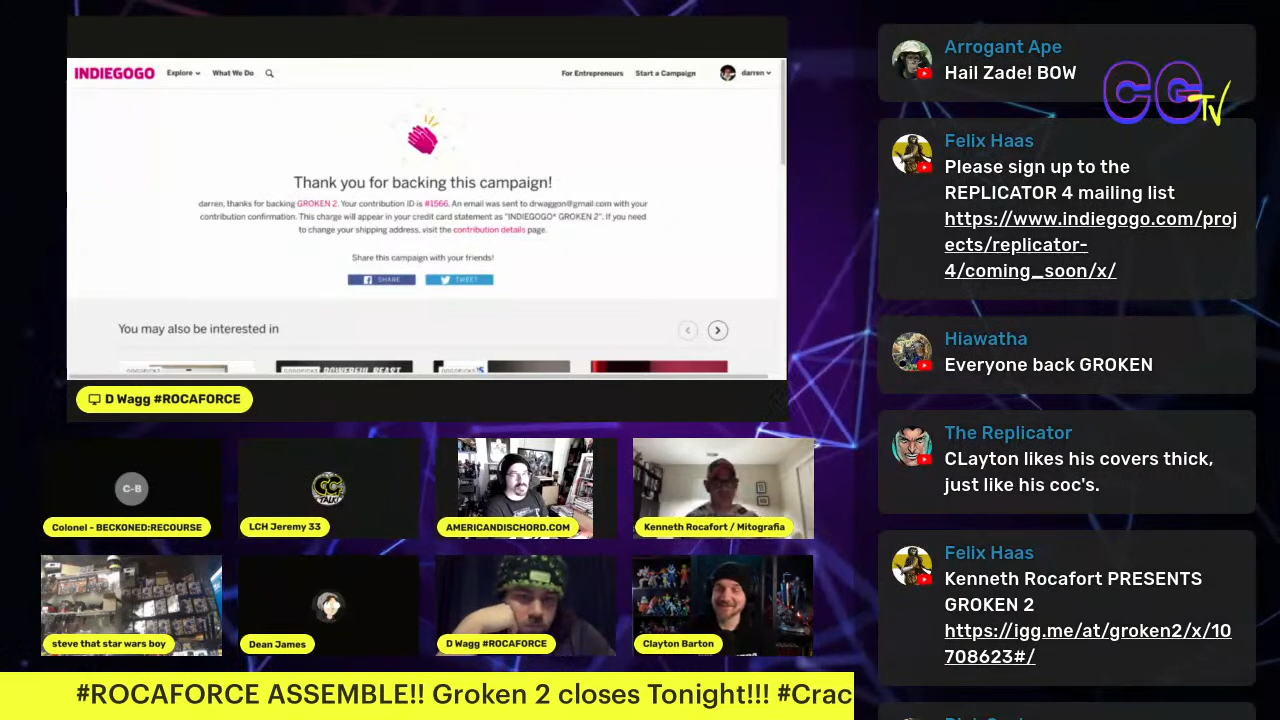 INDIEGOGO Explore What We Do For Entrepreneurs Start a Campaign darren
Thank you for backing this campaign!
darren, thanks for backing GROKEN 2. Your contribution ID is #1566. An email was sent to drwaggon@gmail.com with your
contribution confirmation. This charge will appear in your credit card statement as "INDIEGOGO* GROKEN 2". If you need
to change your shipping address, visit the contribution details page.
Share this campaign with your friends!
SHARE TWEET
You may also be interested in
POWERFUL BEAST
D Wagg #ROCAFORCE
C-B
Colonel - BECKONED:RECOURSE
CG
TALK
LCH Jeremy 33
AMERICANDISCHORD.COM
Kenneth Rocafort / Mitografia
steve that star wars boy
Dean James
D Wagg #ROCAFORCE
Clayton Barton
#ROCAFORCE ASSEMBLE!! Groken 2 closes Tonight!!! #Crac
CG TV
Arrogant Ape
Hail Zade! BOW
Felix Haas
Please sign up to the
REPLICATOR 4 mailing list
https://www.indiegogo.com/proj
ects/replicator-
4/coming_soon/x/
Hiawatha
Everyone back GROKEN
The Replicator
CLayton likes his covers thick,
just like his coc's.
Felix Haas
Kenneth Rocafort PRESENTS
GROKEN 2
https://igg.me/at/groken2/x/10
708623#/